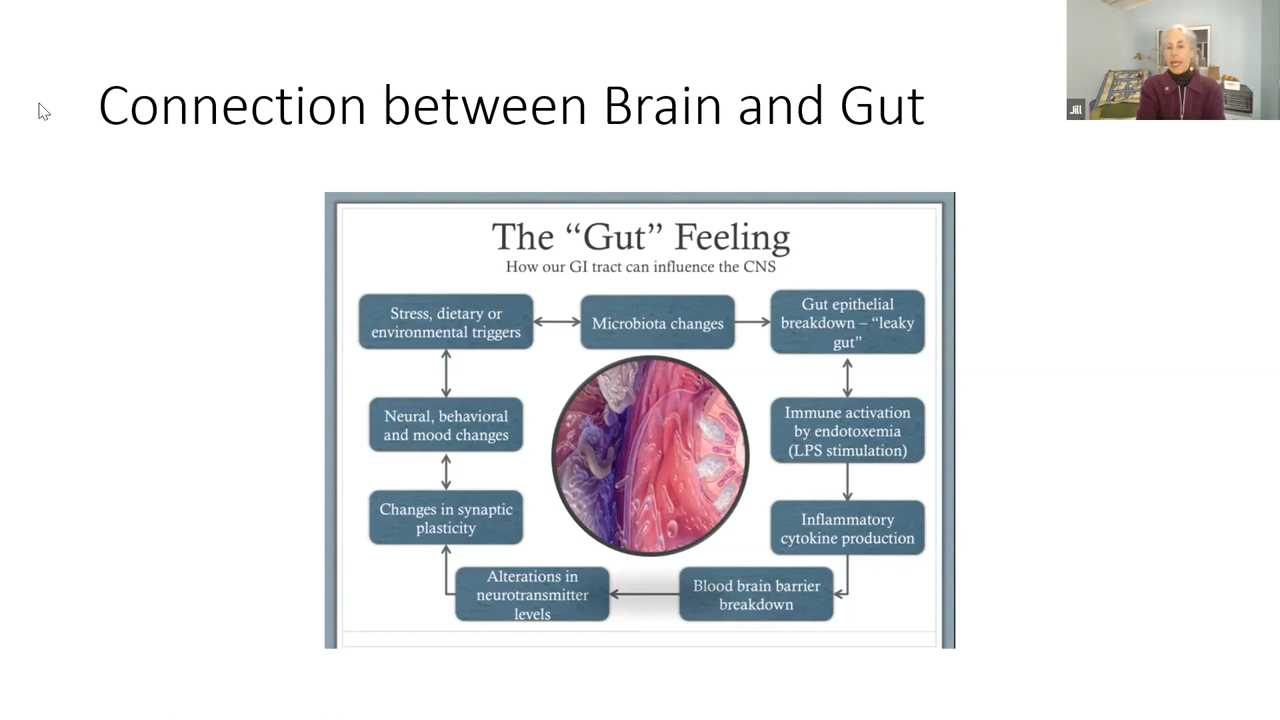 Connection between Brain and Gut
Jill
The “Gut” Feeling
How our GI tract can influence the CNS
Stress, dietary or
environmental triggers
Microbiota changes
Gut epithelial
breakdown – “leaky
gut”
Neural, behavioral
and mood changes
Immune activation
by endotoxemia
(LPS stimulation)
Changes in synaptic
plasticity
Inflammatory
cytokine production
Alterations in
neurotransmitter
levels
Blood brain barrier
breakdown